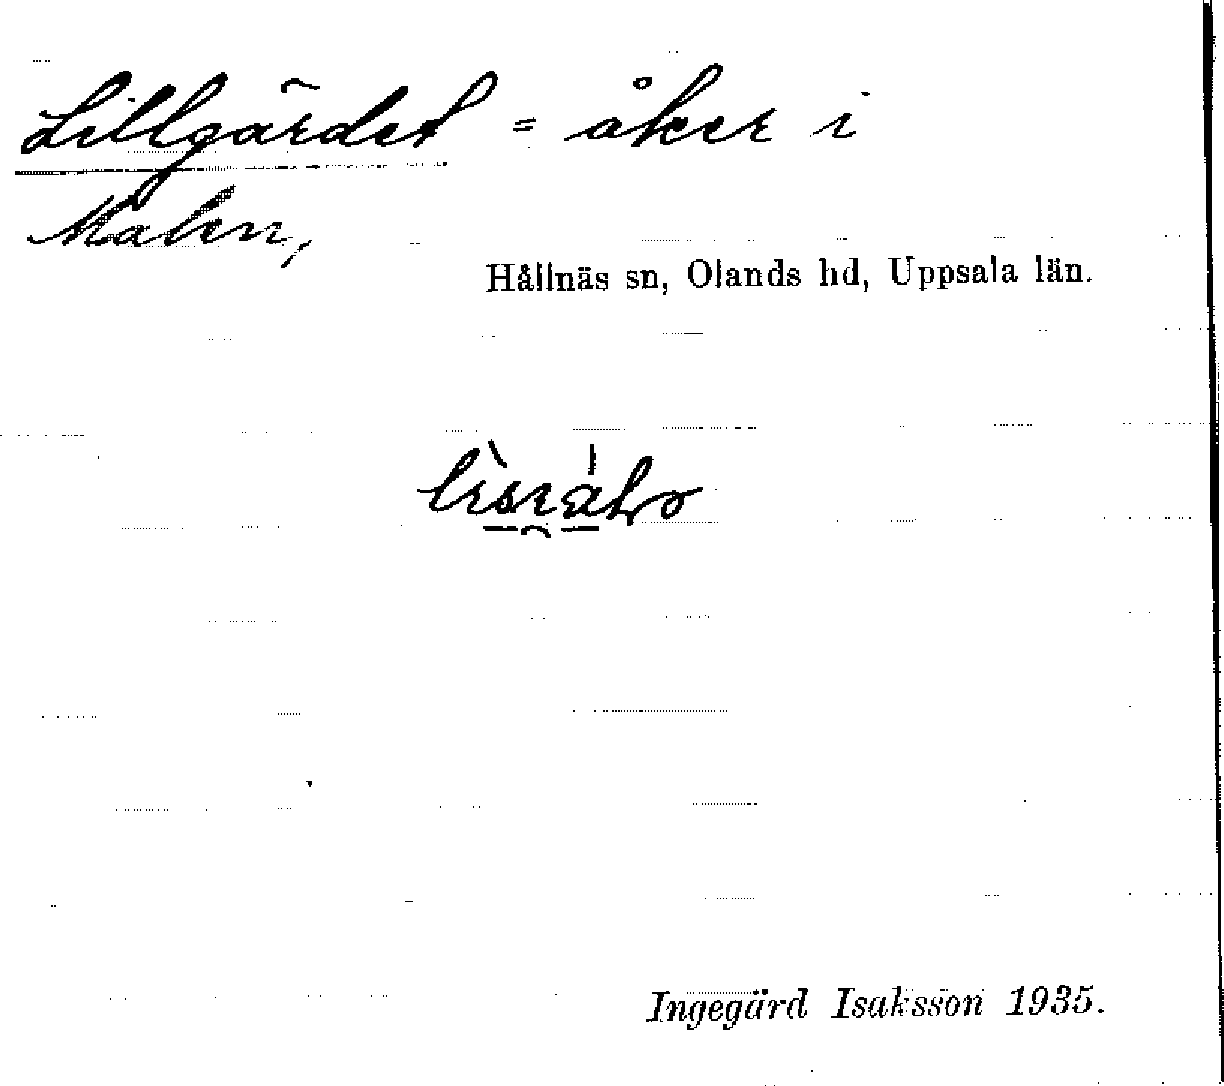 Lillgärdet = åker i
Malen,
Hållnäs sn, Olands hd, Uppsala län.
Ingegärd Isaksson 1935.